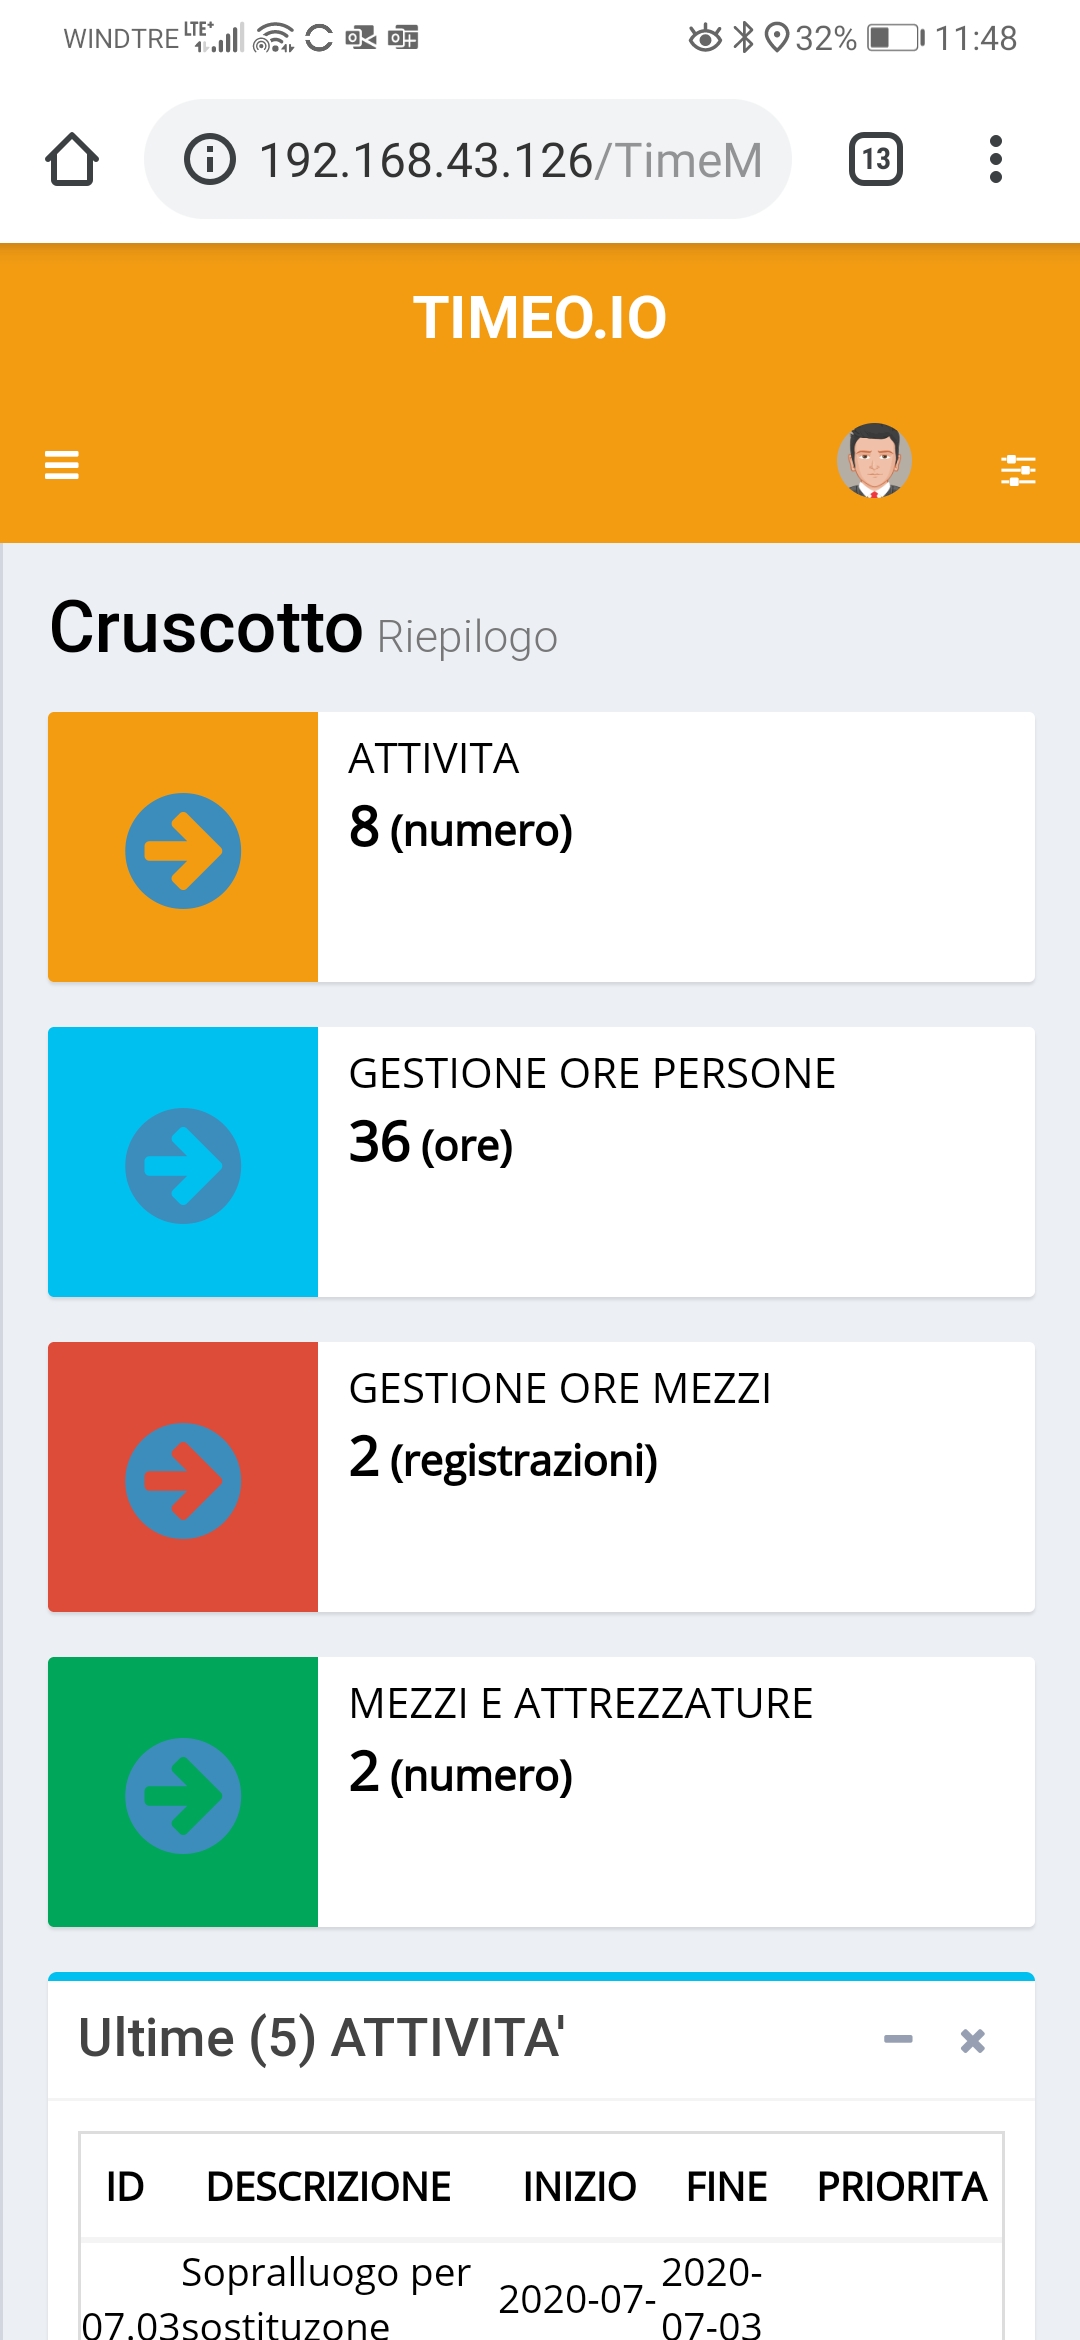 WINDTRE LTE+ 32% 11:48
192.168.43.126/TimeM 13
TIMEO.IO
Cruscotto Riepilogo
ATTIVITA
8 (numero)
GESTIONE ORE PERSONE
36 (ore)
GESTIONE ORE MEZZI
2 (registrazioni)
MEZZI E ATTREZZATURE
2 (numero)
Ultime (5) ATTIVITA'
ID DESCRIZIONE INIZIO FINE PRIORITA
Sopralluogo per 2020-07- 2020-
07.03 sostituzone 07-03